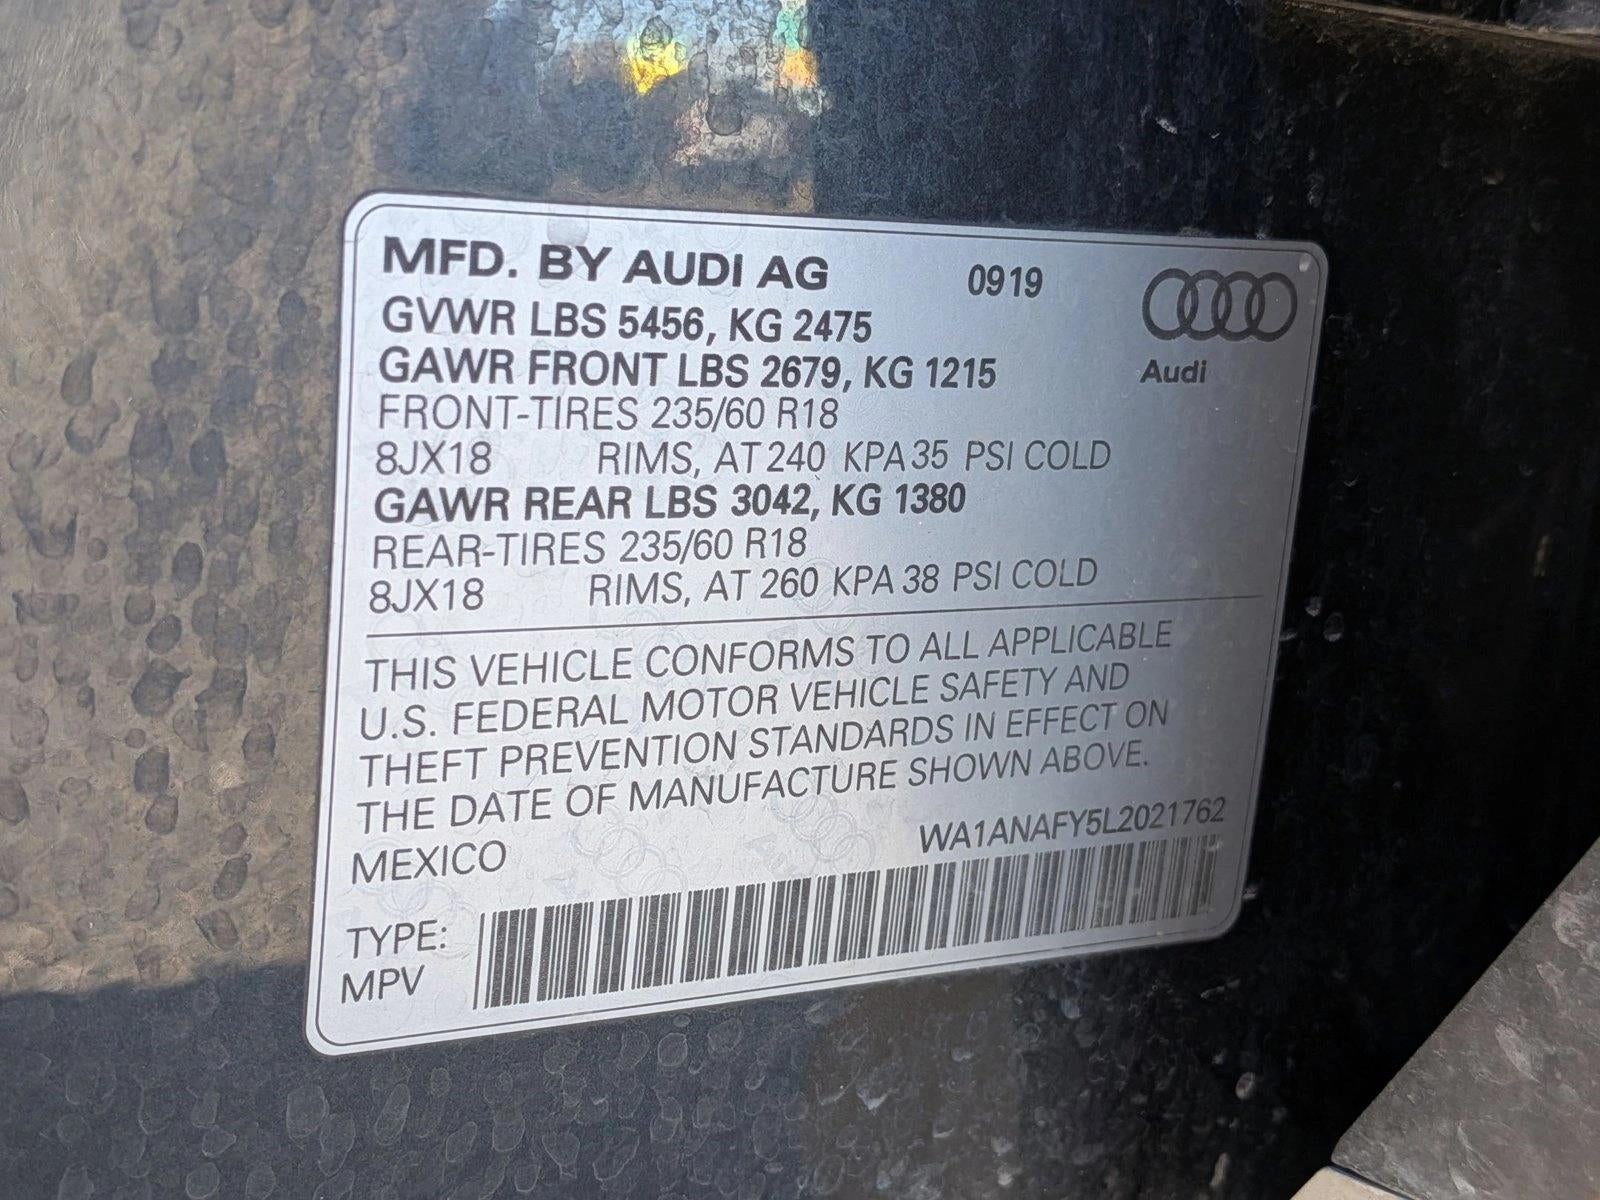 MFD. BY AUDI AG 0919
GVWR LBS 5456, KG 2475
GAWR FRONT LBS 2679, KG 1215
Audi
FRONT-TIRES 235/60 R18
8JX18 RIMS, AT 240 KPA 35 PSI COLD
GAWR REAR LBS 3042, KG 1380
REAR-TIRES 235/60 R18
8JX18 RIMS, AT 260 KPA 38 PSI COLD
THIS VEHICLE CONFORMS TO ALL APPLICABLE
U.S. FEDERAL MOTOR VEHICLE SAFETY AND
THEFT PREVENTION STANDARDS IN EFFECT ON
THE DATE OF MANUFACTURE SHOWN ABOVE.
MEXICO WA1ANAFY5L2021762
TYPE:
MPV